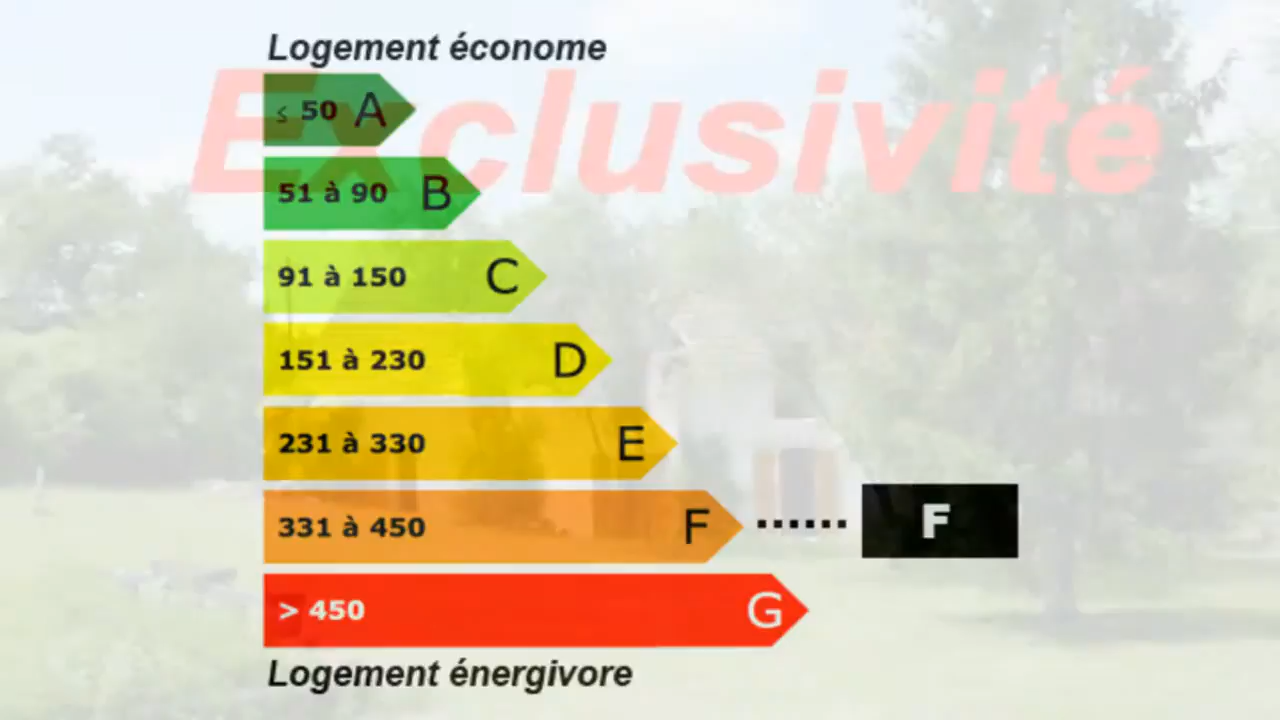 Logement économe
Exclusivité
≤ 50 A
51 à 90 B
91 à 150 C
151 à 230 D
231 à 330 E
331 à 450 F
F
> 450 G
Logement énergivore